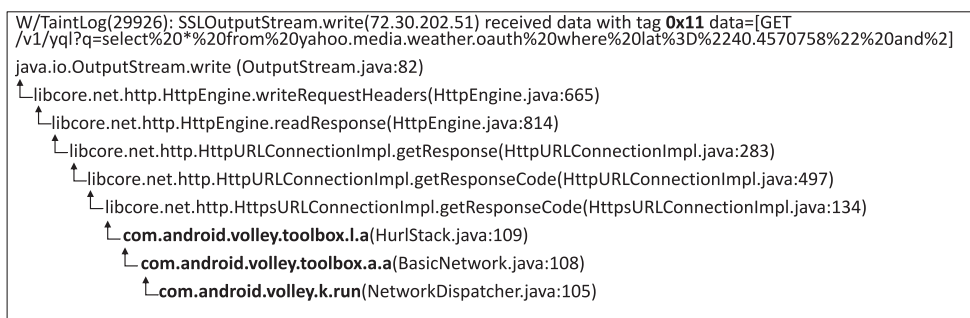 W/TaintLog(29926): SSLOutputStream.write(72.30.202.51) received data with tag 0x11 data=[GET
/v1/yql?q=select%20*%20from%20yahoo.media.weather.oauth%20where%20lat%3D%2240.4570758%22%20and%2]
java.io.OutputStream.write (OutputStream.java:82)
libcore.net.http.HttpEngine.writeRequestHeaders(HttpEngine.java:665)
libcore.net.http.HttpEngine.readResponse(HttpEngine.java:814)
libcore.net.http.HttpURLConnectionImpl.getResponse(HttpURLConnectionImpl.java:283)
libcore.net.http.HttpURLConnectionImpl.getResponseCode(HttpURLConnectionImpl.java:497)
libcore.net.http.HttpsURLConnectionImpl.getResponseCode(HttpsURLConnectionImpl.java:134)
com.android.volley.toolbox.l.a(HurlStack.java:109)
com.android.volley.toolbox.a.a(BasicNetwork.java:108)
com.android.volley.k.run(NetworkDispatcher.java:105)